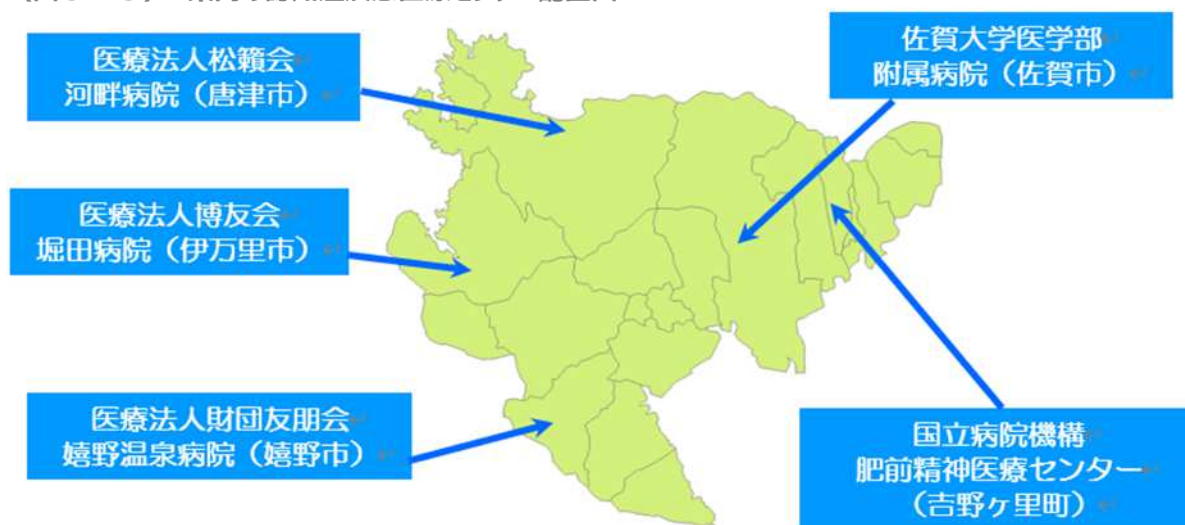 医療法人松籟会
河畔病院（唐津市）
佐賀大学医学部
附属病院（佐賀市）
医療法人博友会
堀田病院（伊万里市）
医療法人財団友朋会
嬉野温泉病院（嬉野市）
国立病院機構
肥前精神医療センター
（吉野ヶ里町）